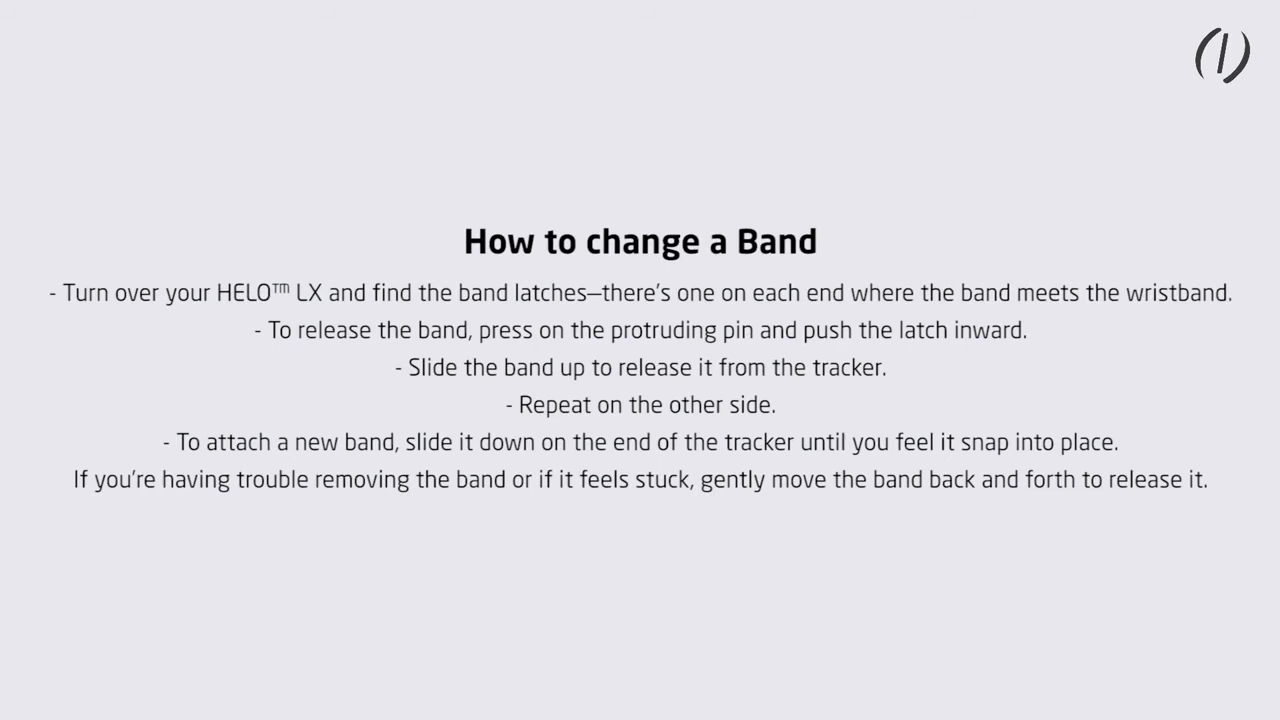 How to change a Band
- Turn over your HELO™ LX and find the band latches—there's one on each end where the band meets the wristband.
- To release the band, press on the protruding pin and push the latch inward.
- Slide the band up to release it from the tracker.
- Repeat on the other side.
- To attach a new band, slide it down on the end of the tracker until you feel it snap into place.
If you're having trouble removing the band or if it feels stuck, gently move the band back and forth to release it.